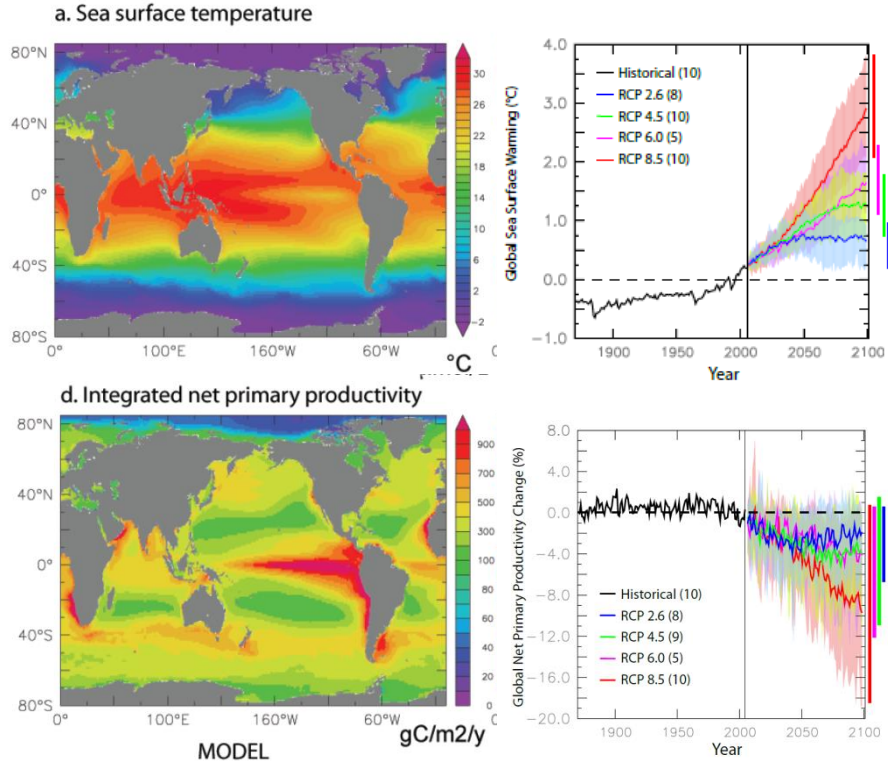 a. Sea surface temperature
80°N
40°N
0°
40°S
80°S
0°
100°E
160°W
60°W
0
°C
30
26
22
18
14
10
6
2
−2
Global Sea Surface Warming (°C)
4.0
3.0
2.0
1.0
0.0
−1.0
Historical (10)
RCP 2.6 (8)
RCP 4.5 (10)
RCP 6.0 (5)
RCP 8.5 (10)
1900
1950
2000
2050
2100
Year
d. Integrated net primary productivity
80°N
40°N
0°
40°S
80°S
0°
100°E
160°W
60°W
0
MODEL
gC/m2/y
900
700
500
300
100
80
60
40
20
0
Global Net Primary Productivity Change (%)
8.0
4.0
0.0
−4.0
−8.0
−12.0
−16.0
−20.0
Historical (10)
RCP 2.6 (8)
RCP 4.5 (9)
RCP 6.0 (5)
RCP 8.5 (10)
1900
1950
2000
2050
2100
Year